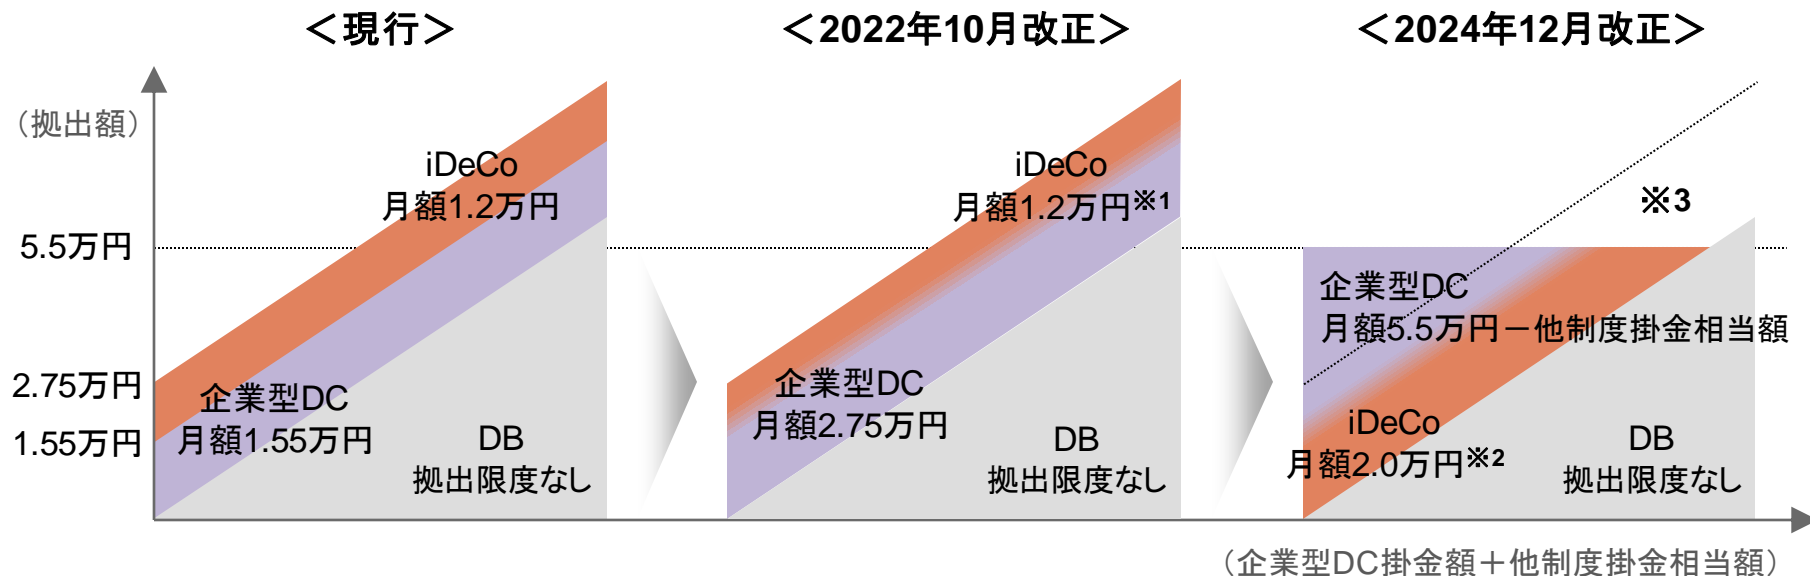 ＜現行＞
＜2022年10月改正＞
＜2024年12月改正＞
（拠出額）
5.5万円
2.75万円
1.55万円
iDeCo
月額1.2万円
企業型DC
月額1.55万円
DB
拠出限度なし
iDeCo
月額1.2万円※1
企業型DC
月額2.75万円
DB
拠出限度なし
※3
企業型DC
月額5.5万円－他制度掛金相当額
iDeCo
月額2.0万円※2
DB
拠出限度なし
（企業型DC掛金額＋他制度掛金相当額）